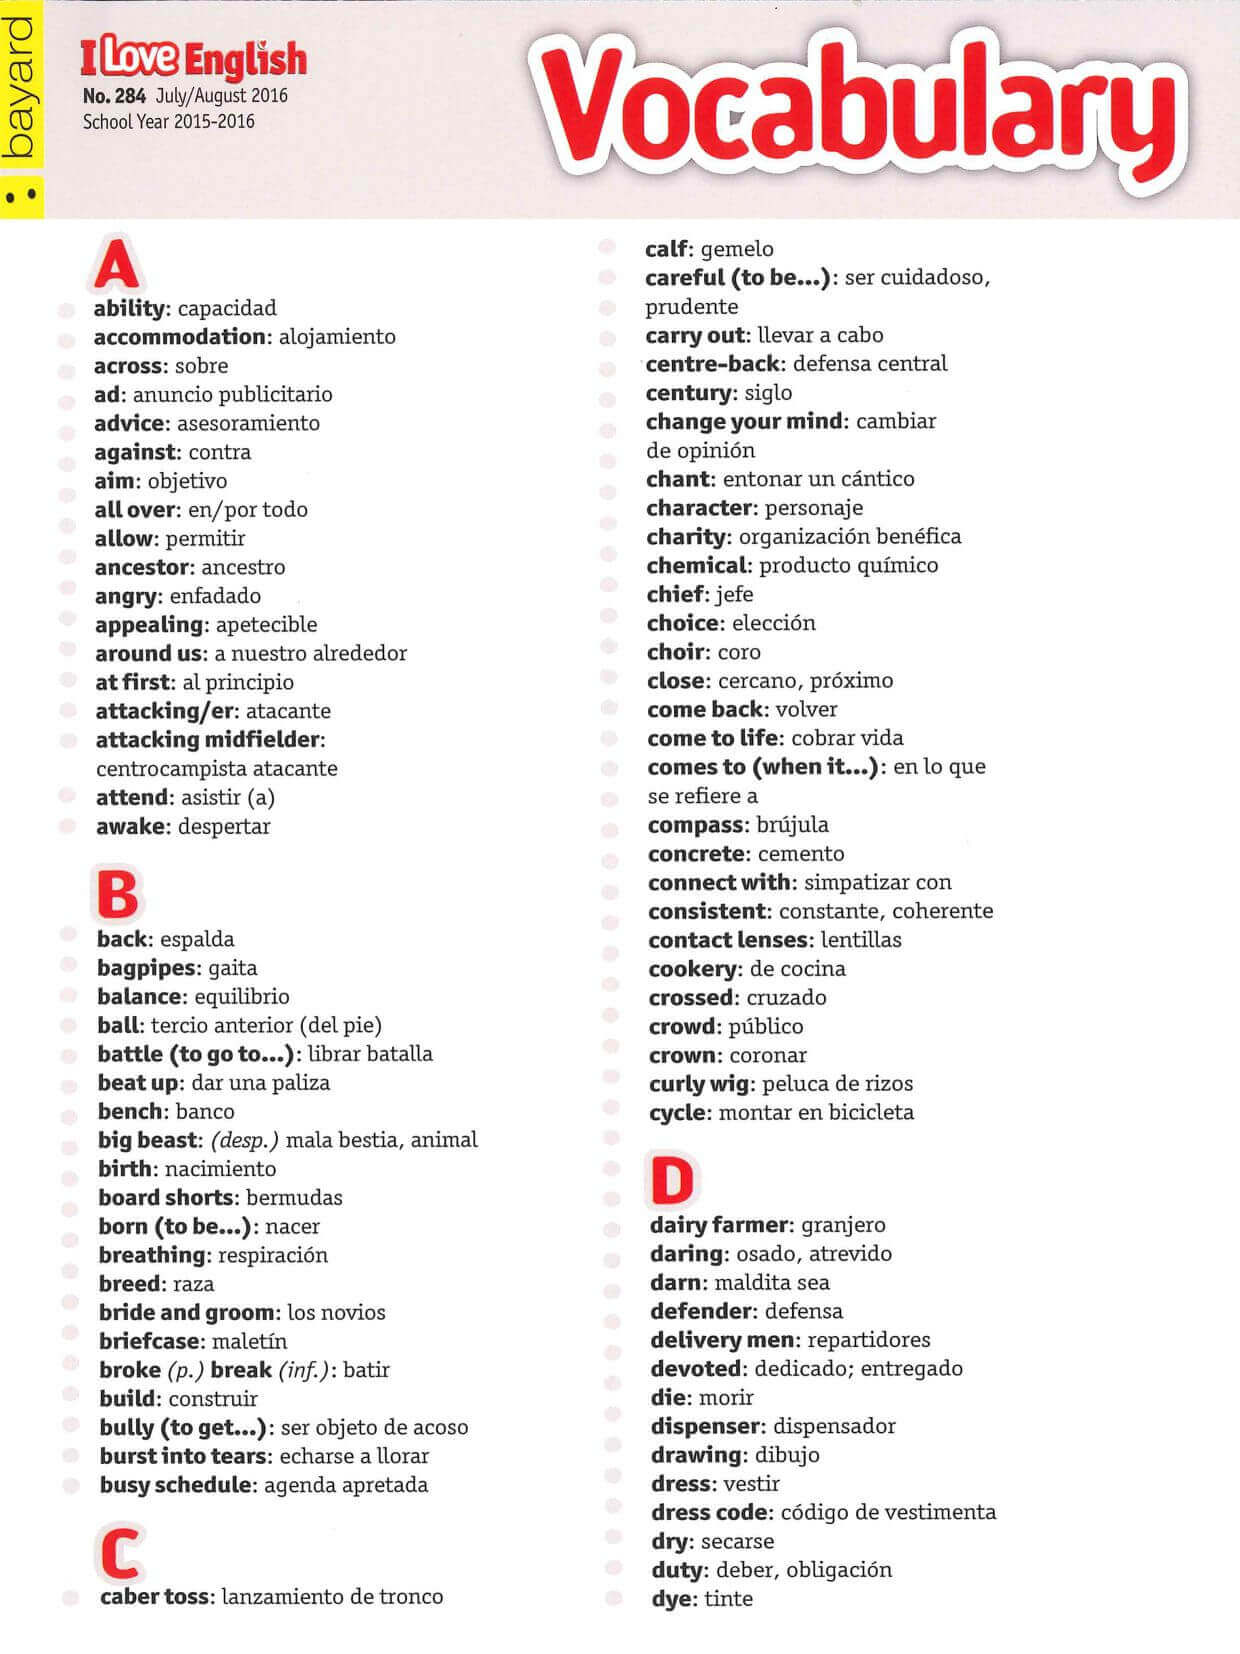 bayard
I Love English
No. 284 July/August 2016
School Year 2015-2016
Vocabulary
A
ability: capacidad
accommodation: alojamiento
across: sobre
ad: anuncio publicitario
advice: asesoramiento
against: contra
aim: objetivo
all over: en/por todo
allow: permitir
ancestor: ancestro
angry: enfadado
appealing: apetecible
around us: a nuestro alrededor
at first: al principio
attacking/er: atacante
attacking midfielder:
centrocampista atacante
attend: asistir (a)
awake: despertar
B
back: espalda
bagpipes: gaita
balance: equilibrio
ball: tercio anterior (del pie)
battle (to go to...): librar batalla
beat up: dar una paliza
bench: banco
big beast: (desp.) mala bestia, animal
birth: nacimiento
board shorts: bermudas
born (to be...): nacer
breathing: respiración
breed: raza
bride and groom: los novios
briefcase: maletín
broke (p.) break (inf.): batir
build: construir
bully (to get...): ser objeto de acoso
burst into tears: echarse a llorar
busy schedule: agenda apretada
C
caber toss: lanzamiento de tronco
calf: gemelo
careful (to be...): ser cuidadoso,
prudente
carry out: llevar a cabo
centre-back: defensa central
century: siglo
change your mind: cambiar
de opinión
chant: entonar un cántico
character: personaje
charity: organización benéfica
chemical: producto químico
chief: jefe
choice: elección
choir: coro
close: cercano, próximo
come back: volver
come to life: cobrar vida
comes to (when it...): en lo que
se refiere a
compass: brújula
concrete: cemento
connect with: simpatizar con
consistent: constante, coherente
contact lenses: lentillas
cookery: de cocina
crossed: cruzado
crowd: público
crown: coronar
curly wig: peluca de rizos
cycle: montar en bicicleta
D
dairy farmer: granjero
daring: osado, atrevido
darn: maldita sea
defender: defensa
delivery men: repartidores
devoted: dedicado; entregado
die: morir
dispenser: dispensador
drawing: dibujo
dress: vestir
dress code: código de vestimenta
dry: secarse
duty: deber, obligación
dye: tinte